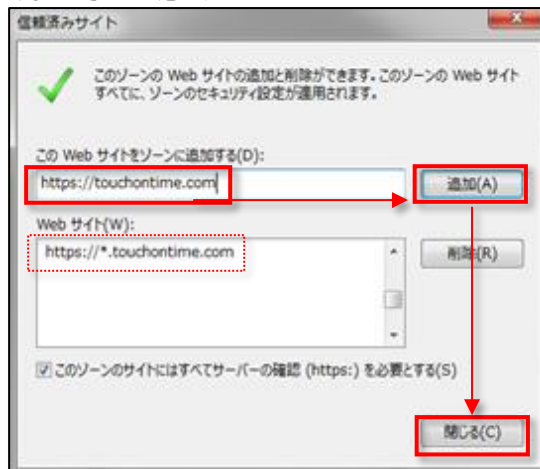 信頼済みサイト
このゾーンの Web サイトの追加と削除ができます。このゾーンの Web サイト
すべてに、ゾーンのセキュリティ設定が適用されます。
この Web サイトをゾーンに追加する(D):
https://touchontime.com
追加(A)
Web サイト(W):
https://*.touchontime.com
削除(R)
このゾーンのサイトにはすべてサーバーの確認 (https:) を必要とする(S)
閉じる(C)